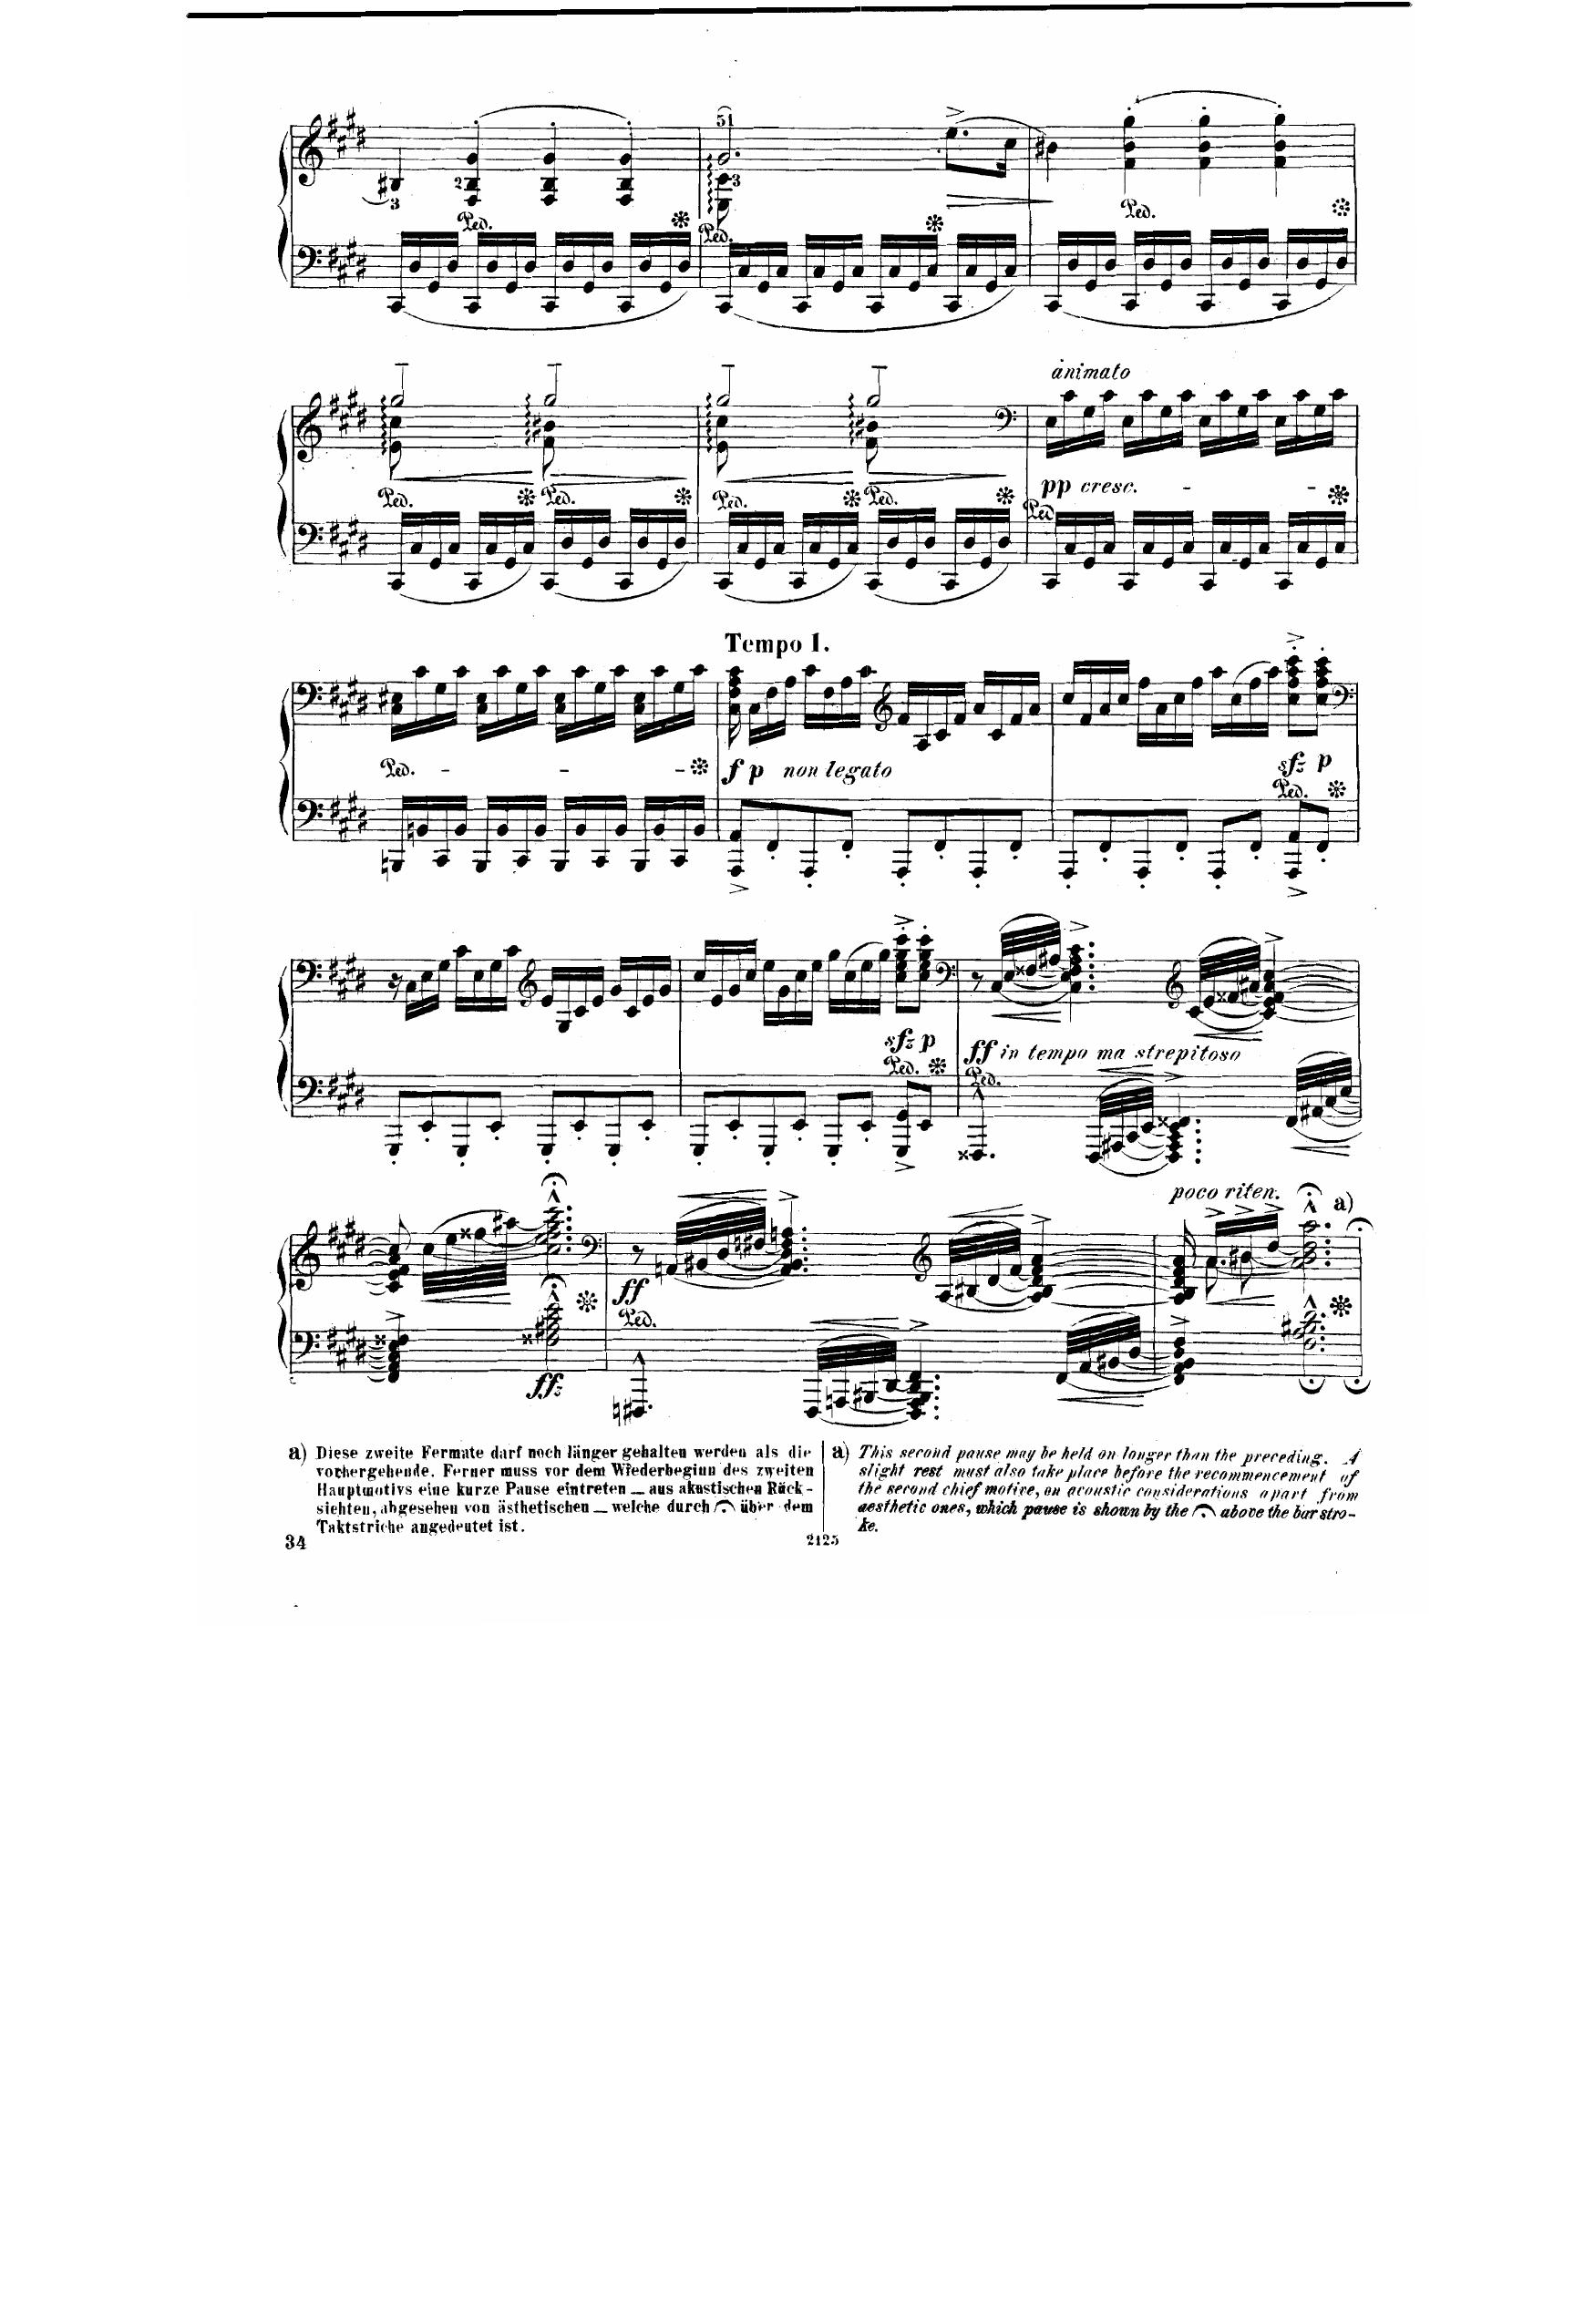 51
3
2
3
Ped.
Ped.
Ped.
animato
Ped.
Ped.
Ped.
Ped.
pp cresc.
Ped
Tempo I.
Ped.
f p non legato
sfz p
Ped.
sfz p
Ped.
ff in tempo ma strepitoso
Ped.
poco riten.
a)
ff
Ped.
ffz
a) Diese zweite Fermate darf noch länger gehalten werden als die
vorhergehende. Ferner muss vor dem Wiederbeginn des zweiten
Hauptmotivs eine kurze Pause eintreten — aus akustischen Rück-
sichten, abgesehen von ästhetischen — welche durch 𝄐 über dem
Taktstriche angedeutet ist.
a) This second pause may be held on longer than the preceding. A
slight rest must also take place before the recommencement of
the second chief motive, on acoustic considerations apart from
aesthetic ones, which pause is shown by the 𝄐 above the bar stro-
ke.
34
2125